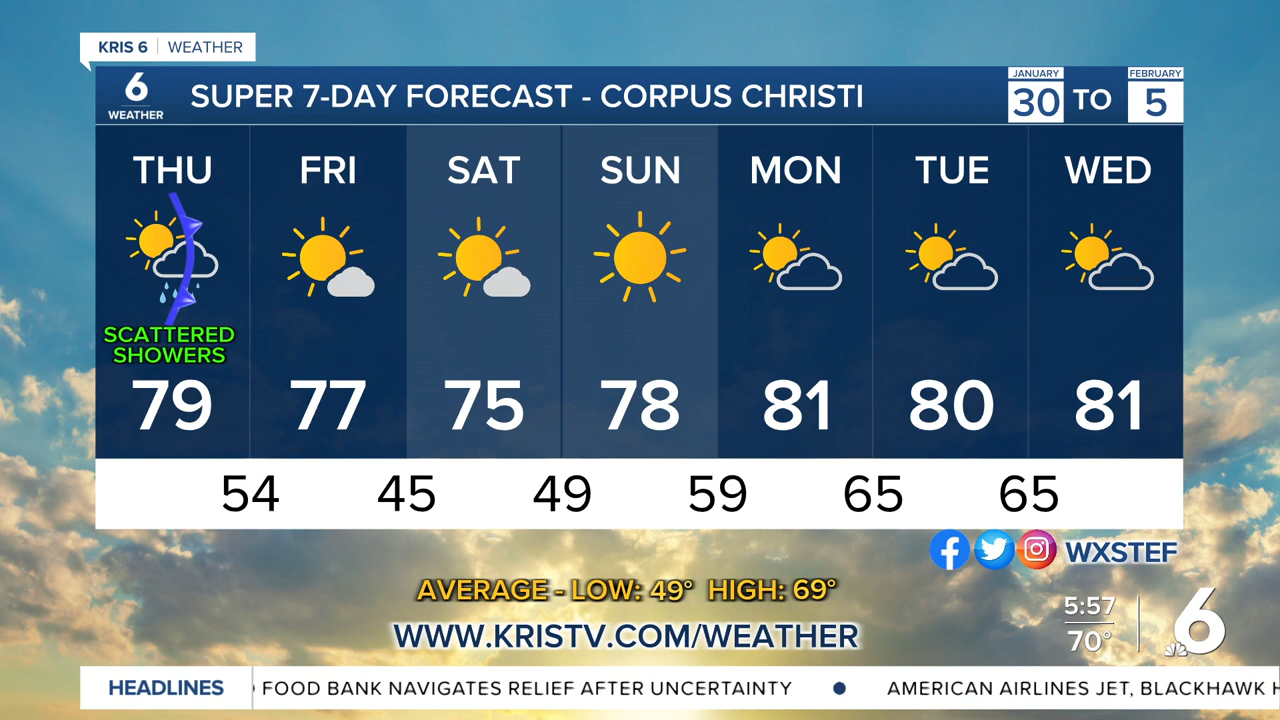 KRIS 6 | WEATHER
6
WEATHER
SUPER 7-DAY FORECAST - CORPUS CHRISTI
JANUARY
30
TO
FEBRUARY
5
THU FRI SAT SUN MON TUE WED
SCATTERED
SHOWERS
79 77 75 78 81 80 81
54 45 49 59 65 65
WXSTEF
AVERAGE - LOW: 49° HIGH: 69°
WWW.KRISTV.COM/WEATHER
5:57
70°
6
HEADLINES
FOOD BANK NAVIGATES RELIEF AFTER UNCERTAINTY • AMERICAN AIRLINES JET, BLACKHAWK